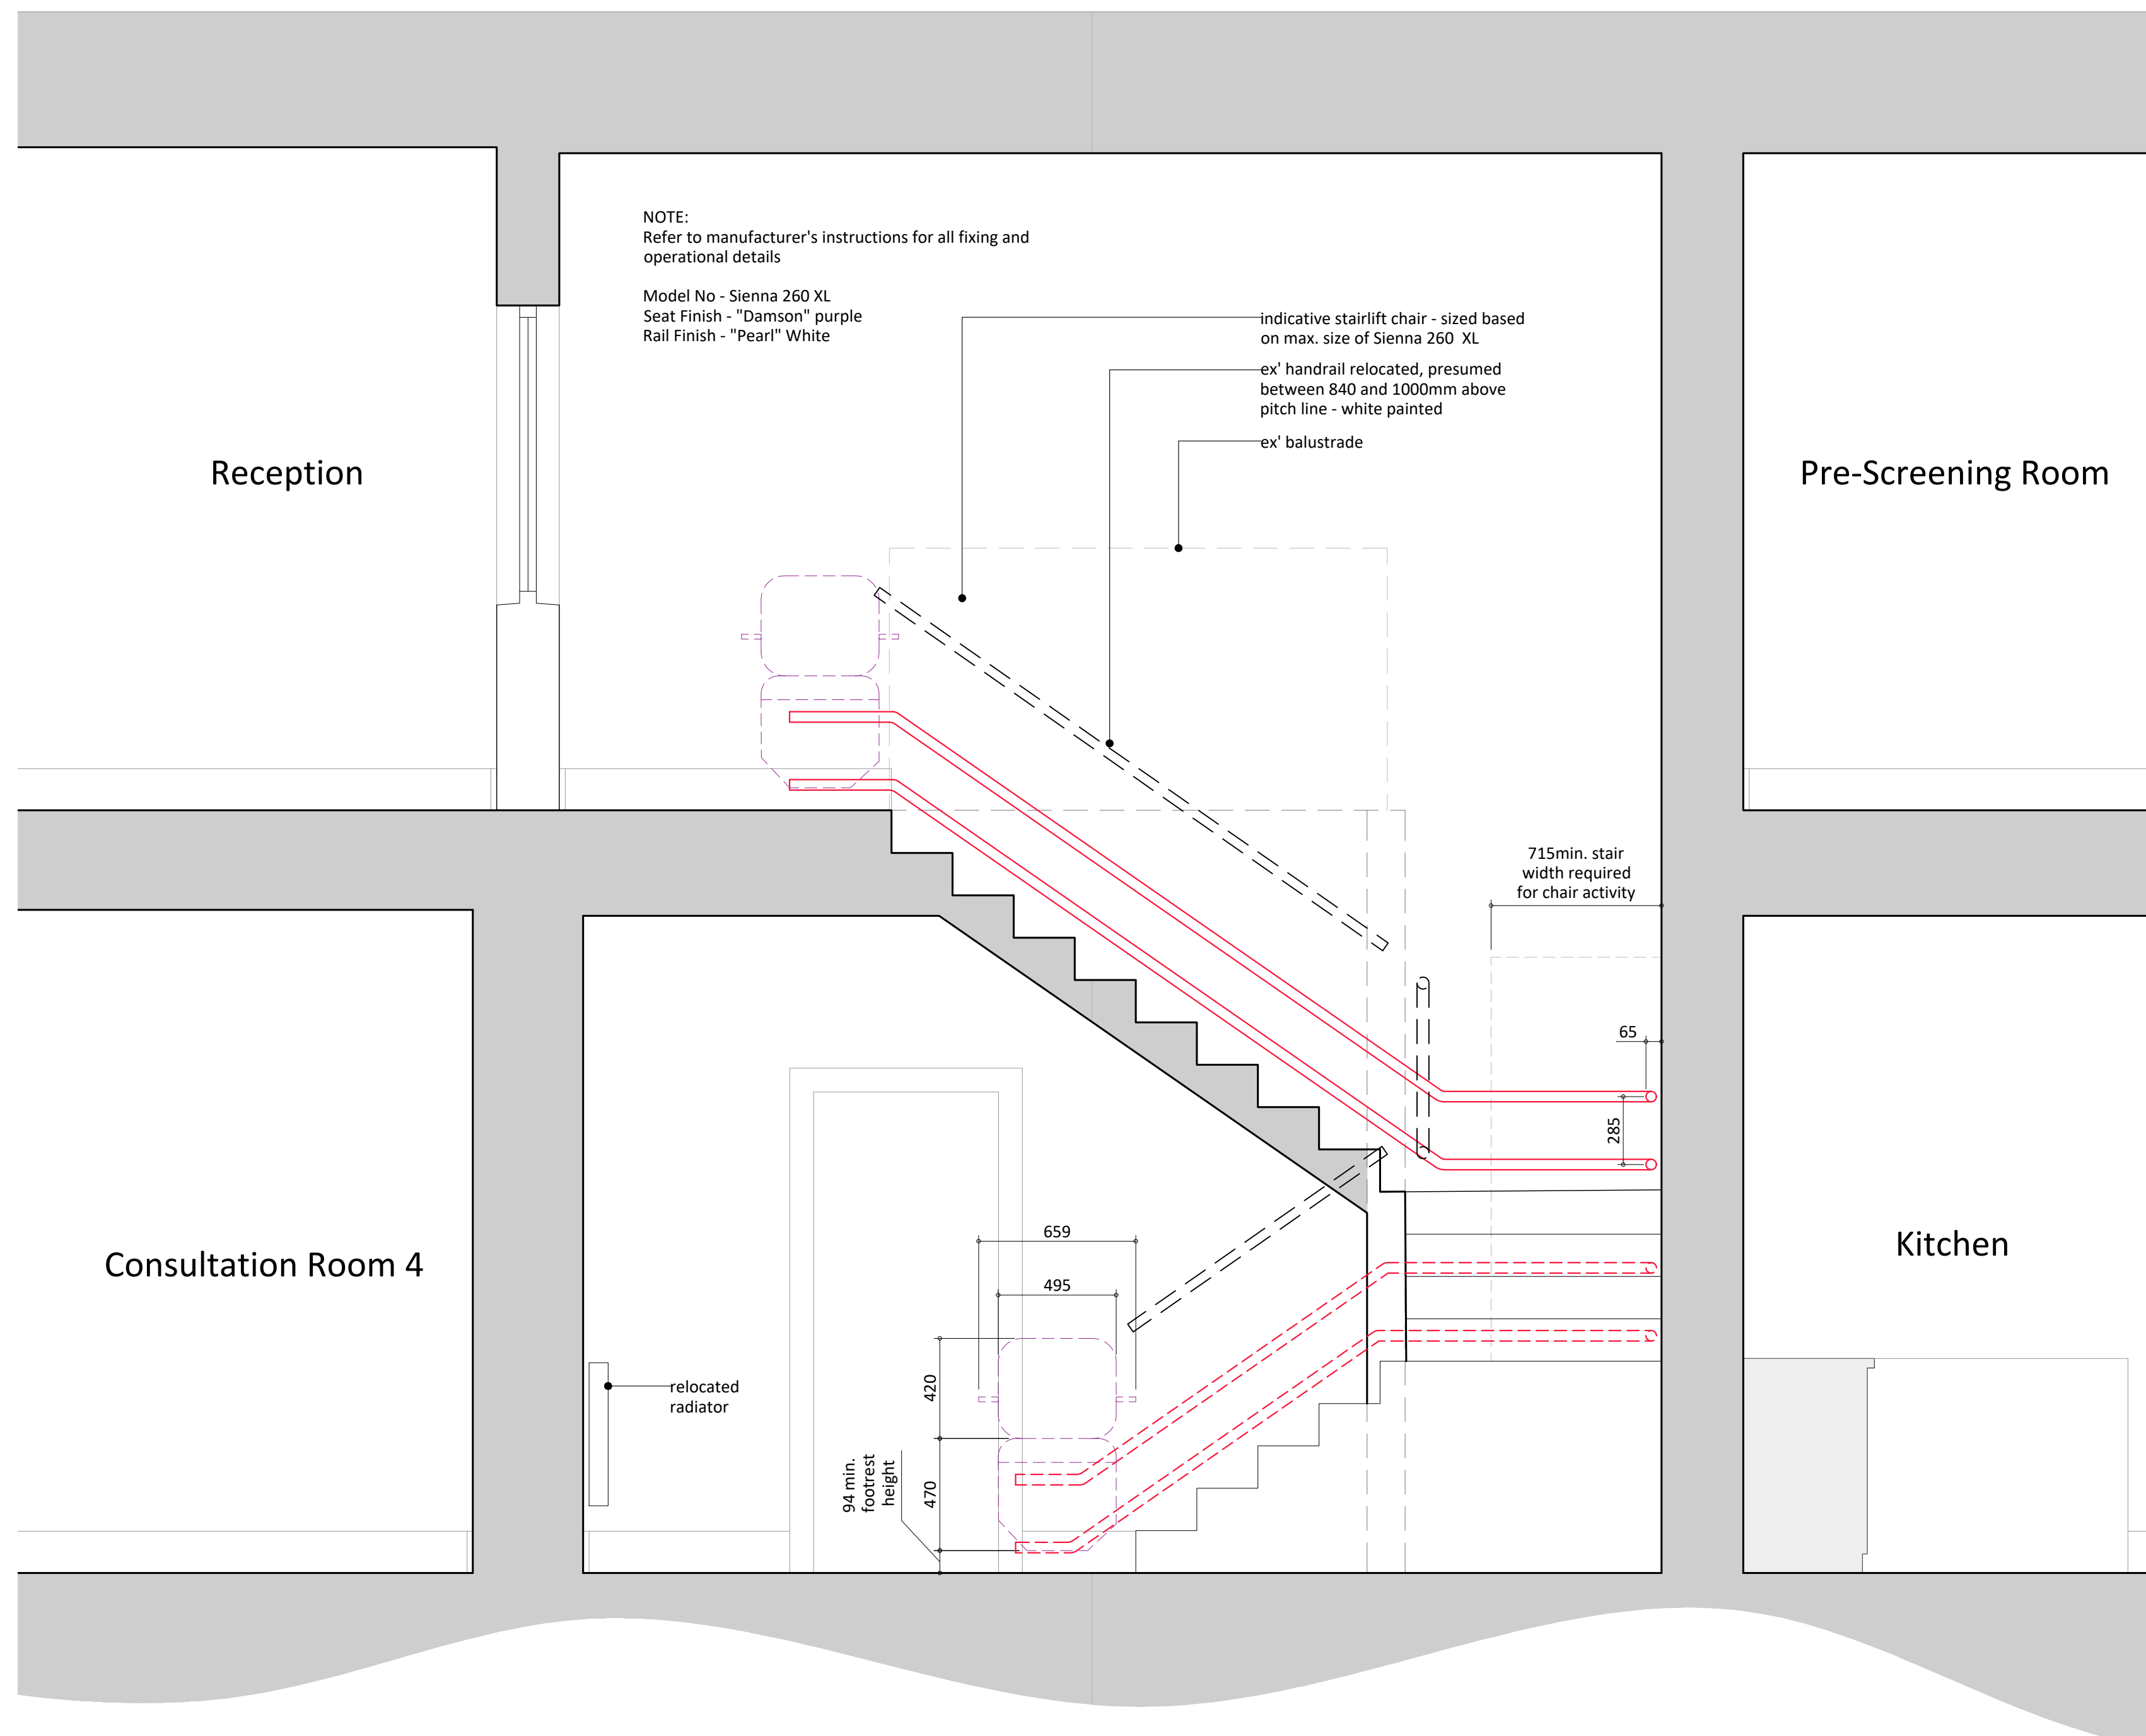 NOTE:
Refer to manufacturer's instructions for all fixing and
operational details
Model No - Sienna 260 XL
Seat Finish - "Damson" purple
Rail Finish - "Pearl" White
indicative stairlift chair - sized based
on max. size of Sienna 260 XL
ex' handrail relocated, presumed
between 840 and 1000mm above
pitch line - white painted
ex' balustrade
Reception
Pre-Screening Room
715min. stair
width required
for chair activity
65
285
659
495
Consultation Room 4
Kitchen
420
470
94 min.
footrest
height
relocated
radiator